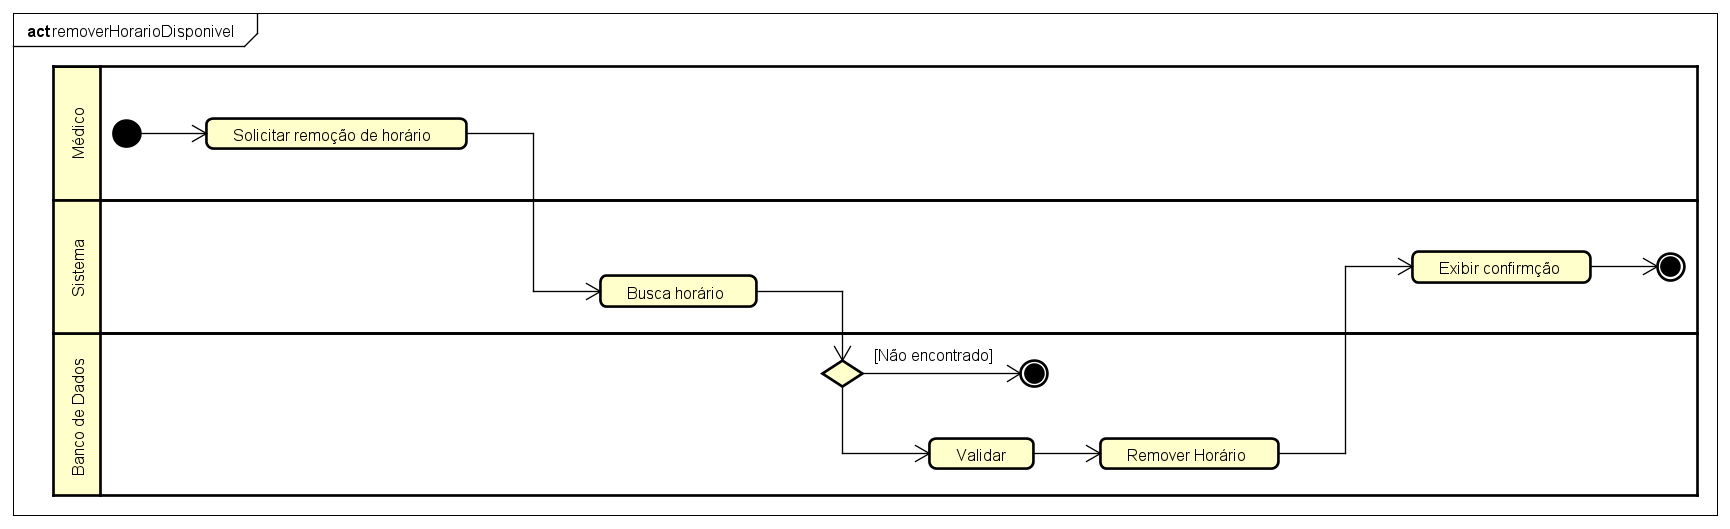 act removerHorarioDisponivel
Médico
Solicitar remoção de horário
Sistema
Busca horário
Exibir confirmção
Banco de Dados
[Não encontrado]
Validar
Remover Horário